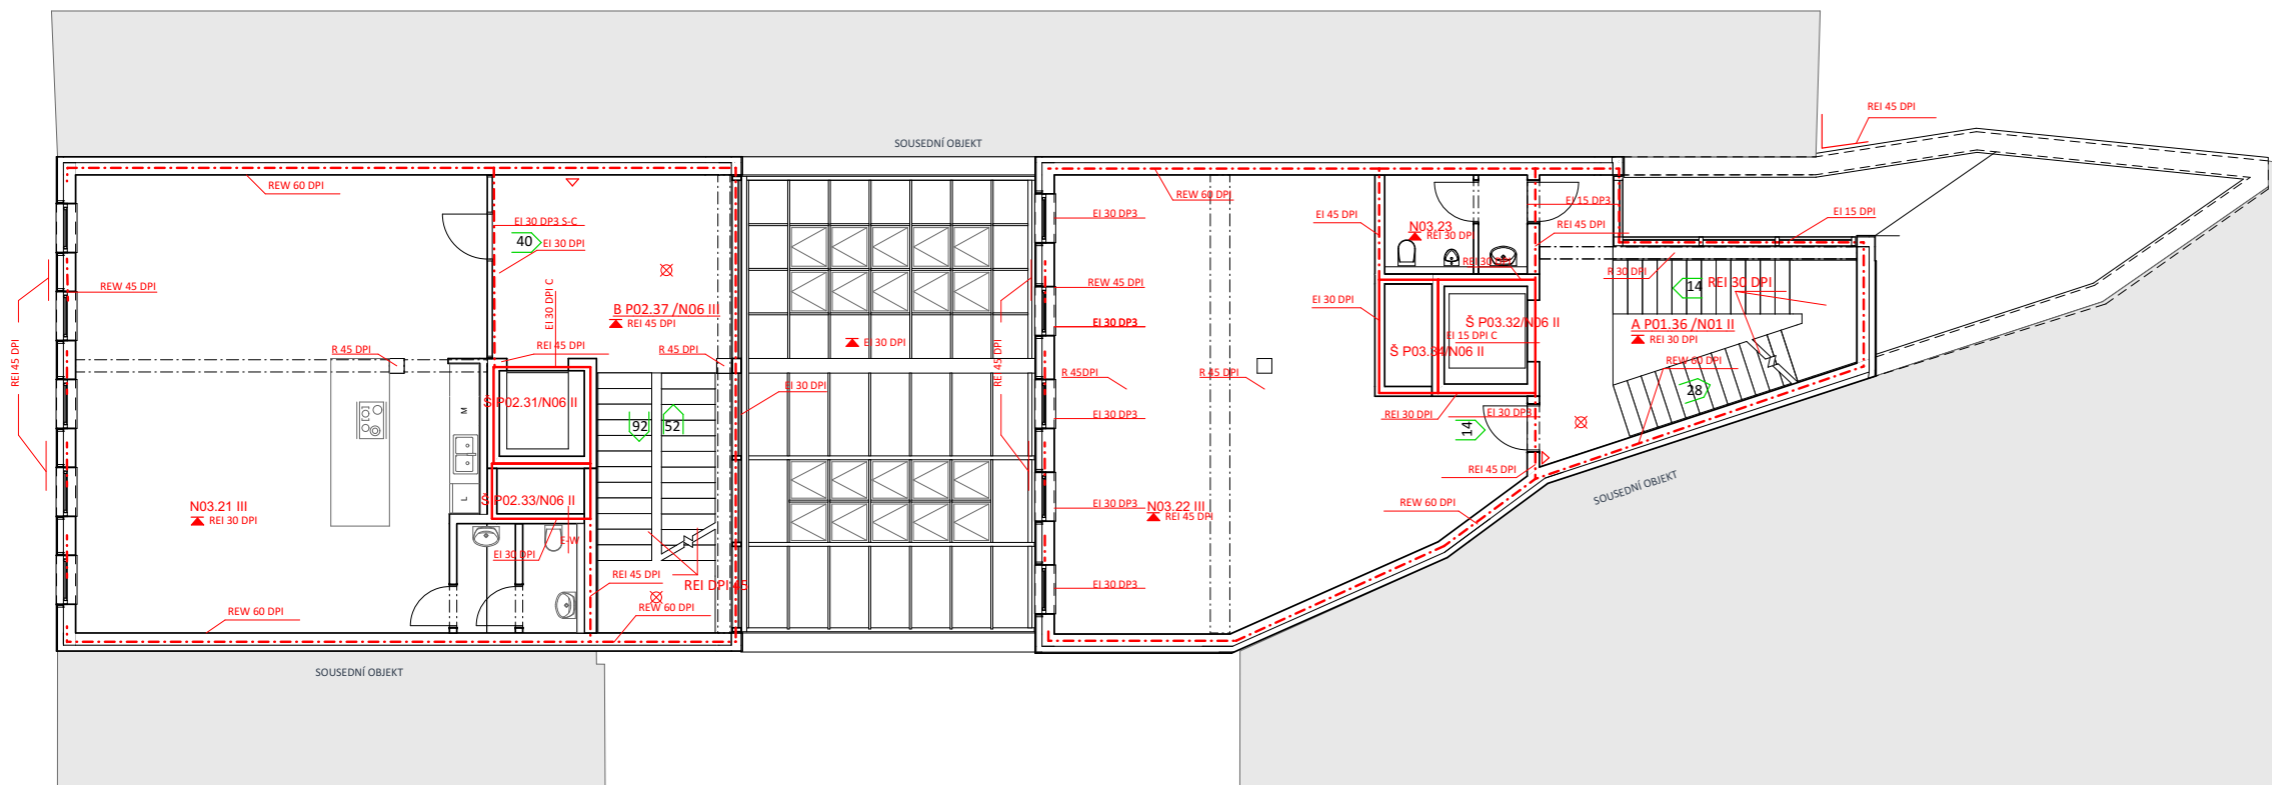 REI 45 DPI
SOUSEDNÍ OBJEKT
REW 60 DPI
REW 60 DPI
EI 15 DP3
EI 45 DPI
N03.23
REI 30 DPI
REI 45 DPI
EI 15 DPI
EI 30 DP3
EI 30 DP3 S-C
40
EI 30 DPI
REI 30 DPI
R 30 DPI
14
REI 30 DPI
REW 45 DPI
REW 45 DPI
EI 30 DPI C
EI 30 DPI
B P02.37 /N06 III
REI 45 DPI
EI 30 DP3
Š P03.32/N06 II
EI 15 DPI C
A P01.36 /N01 II
REI 30 DPI
EI 30 DPI
Š P03.34/N06 II
REW 60 DPI
REI 45 DPI
R 45 DPI
REI 45 DPI
R 45 DPI
REI 45 DPI
R 45DPI
R 45 DPI
EI 30 DPI
28
Š P02.31/N06 II
M
92
52
EI 30 DP3
REI 30 DPI
EI 30 DP3
14
REI 45 DPI
L
Š P02.33/N06 II
N03.21 III
REI 30 DPI
EI 30 DP3
N03.22 III
REI 45 DPI
REW 60 DPI
SOUSEDNÍ OBJEKT
E-W
EI 30 DPI
REI 45 DPI
REI DPI 45
EI 30 DP3
REW 60 DPI
REW 60 DPI
SOUSEDNÍ OBJEKT